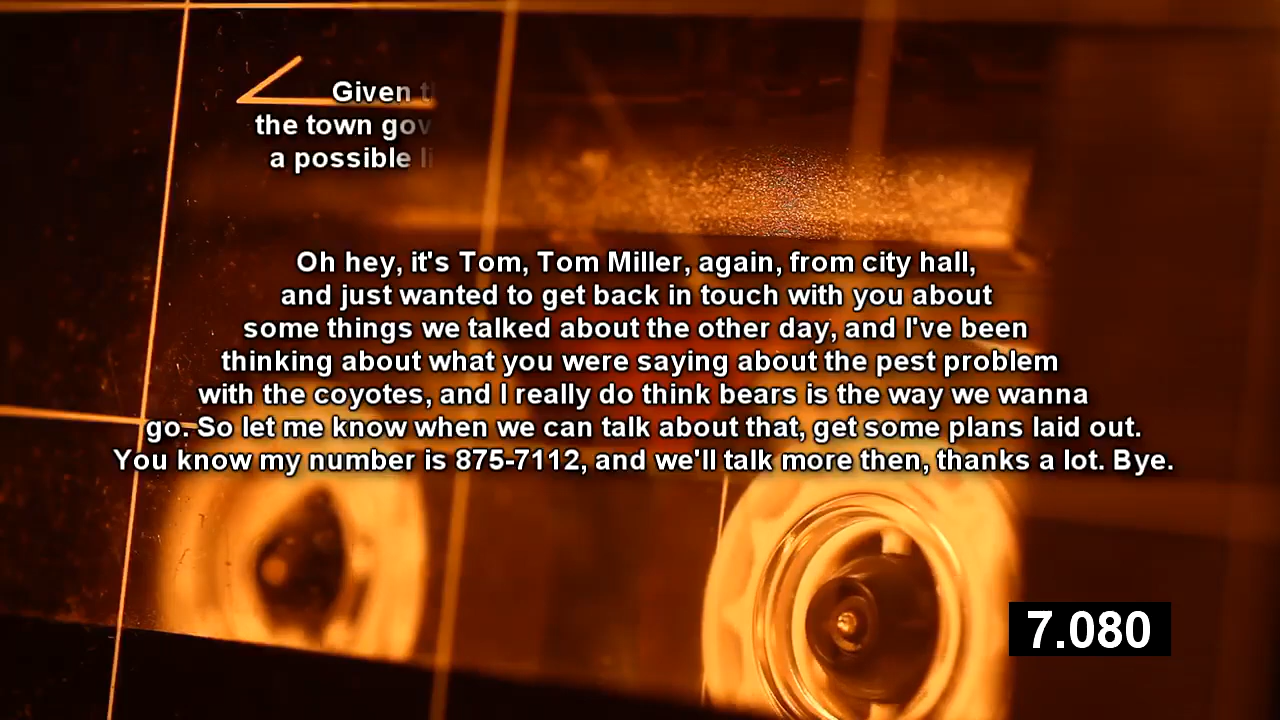 Given
the town
a possible
Oh hey, it's Tom, Tom Miller, again, from city hall,
and just wanted to get back in touch with you about
some things we talked about the other day, and I've been
thinking about what you were saying about the pest problem
with the coyotes, and I really do think bears is the way we wanna
go. So let me know when we can talk about that, get some plans laid out.
You know my number is 875-7112, and we'll talk more then, thanks a lot. Bye.
7.080